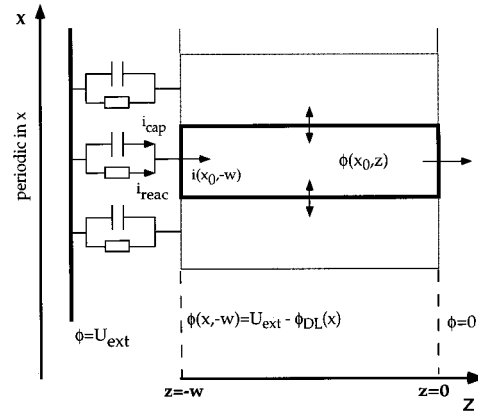 x
periodic in x
i_cap
i_reac
i(x_0,-w)
ϕ(x_0,z)
ϕ=U_ext
ϕ(x,-w)=U_ext - ϕ_DL(x)
ϕ=0
z=-w
z=0
z